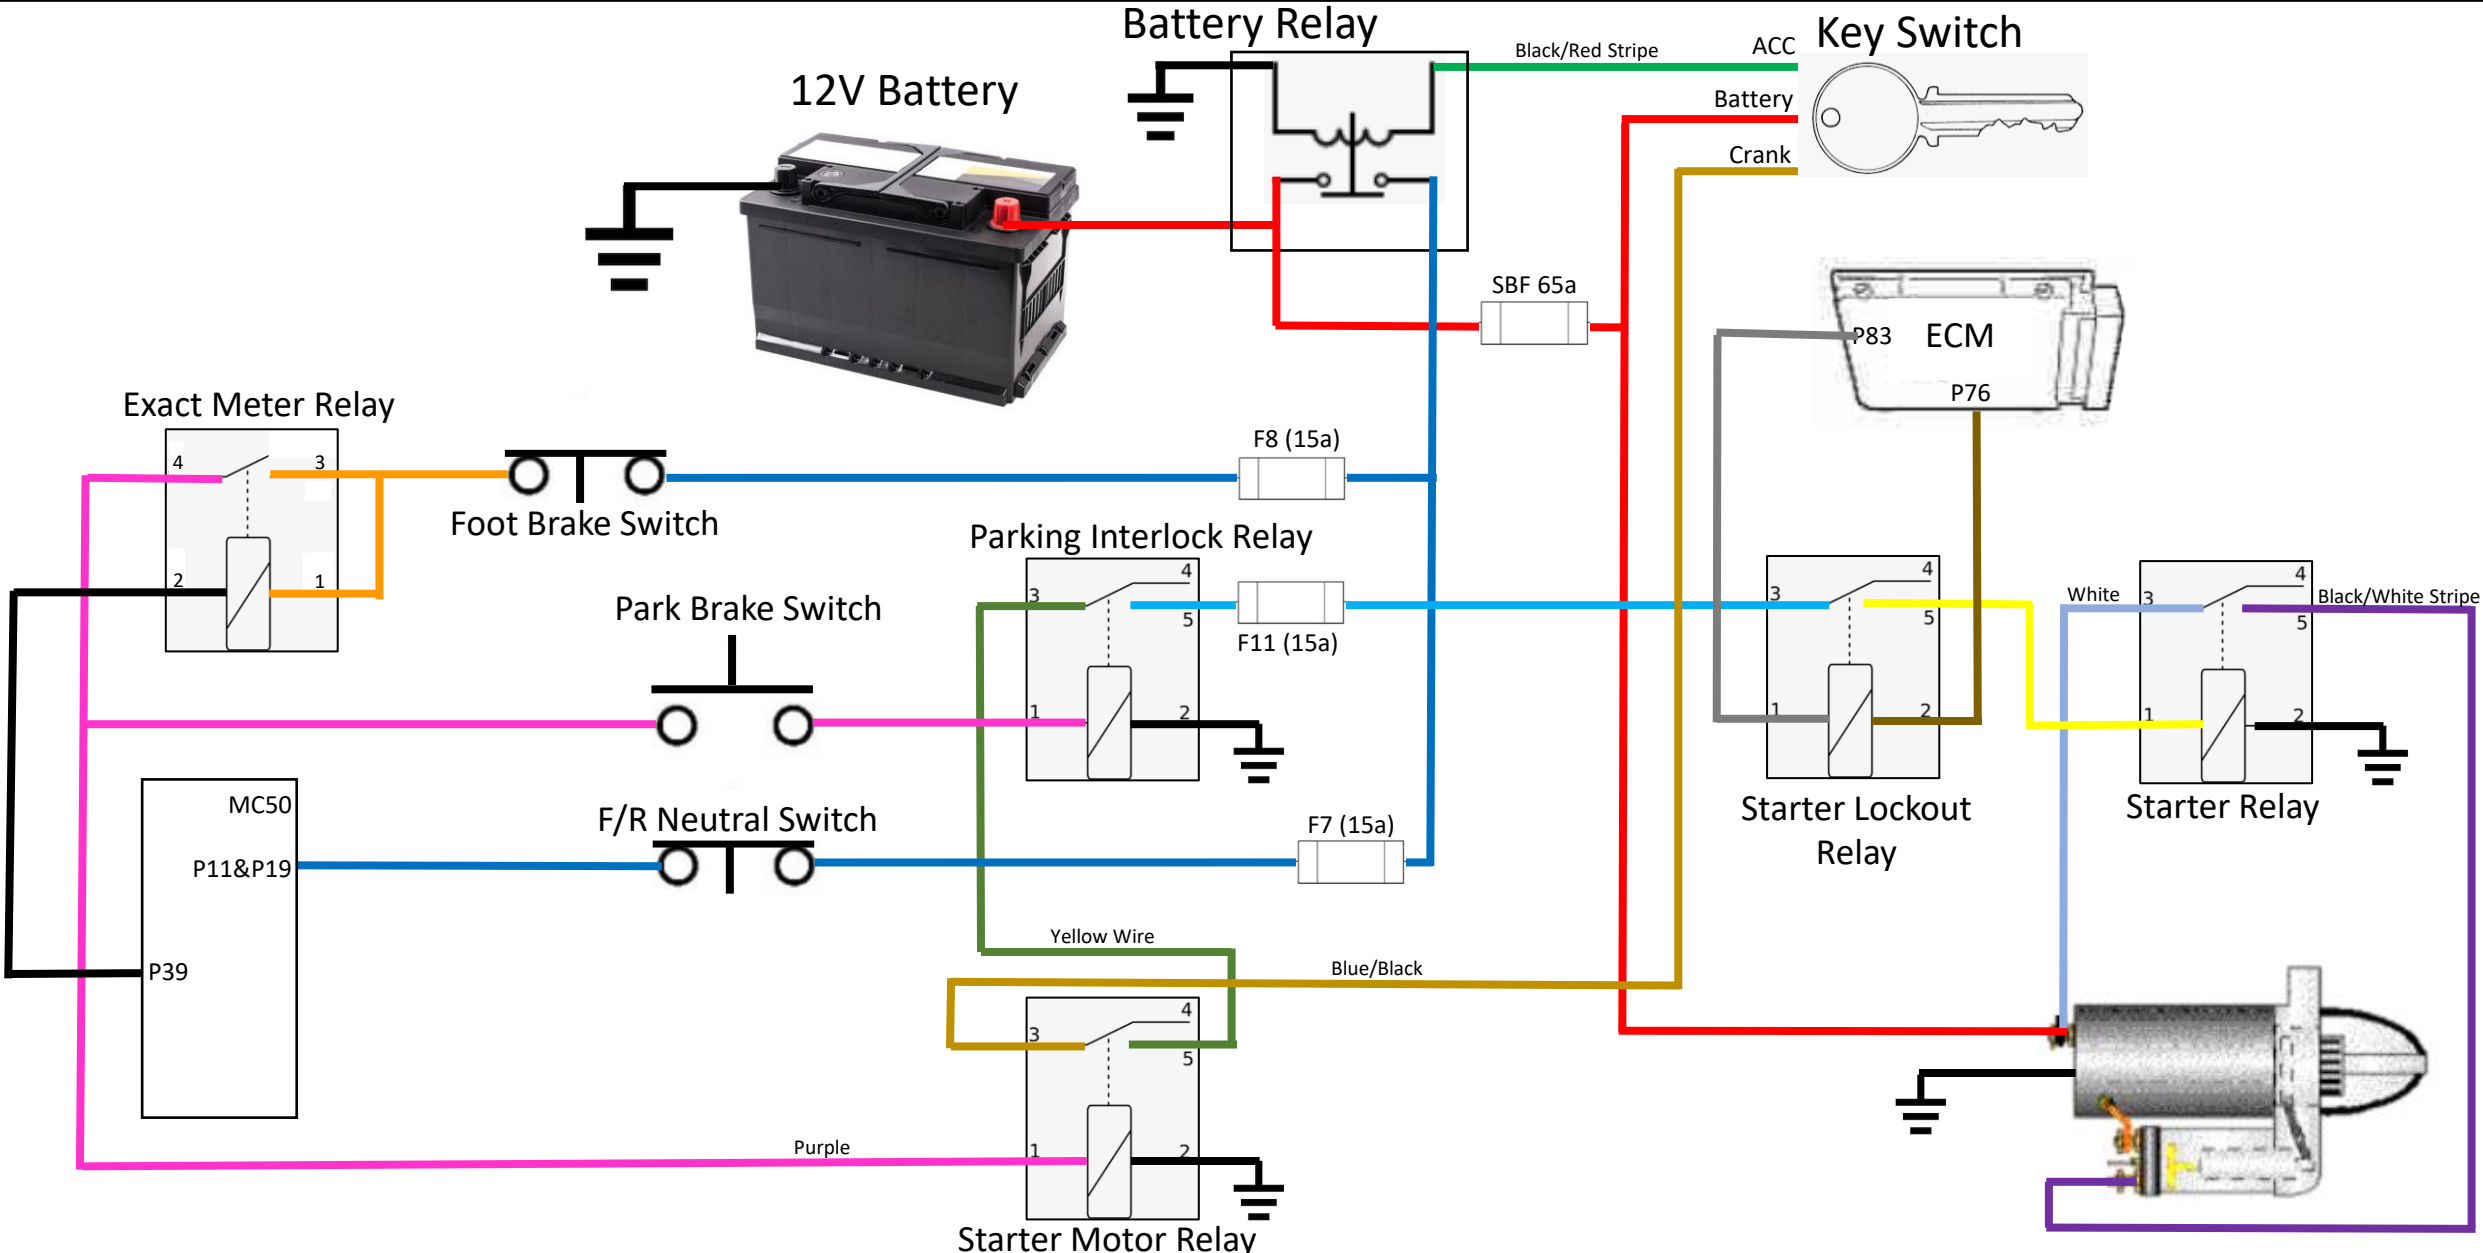 Battery Relay
Key Switch
Black/Red Stripe
ACC
12V Battery
Battery
Crank
SBF 65a
P83
ECM
P76
Exact Meter Relay
F8 (15a)
4
3
Foot Brake Switch
2
1
Parking Interlock Relay
4
3
5
1
2
F11 (15a)
Park Brake Switch
3
4
5
1
2
Starter Lockout
Relay
White
3
4
Black/White Stripe
5
1
2
Starter Relay
MC50
P11&P19
P39
F/R Neutral Switch
F7 (15a)
Yellow Wire
Blue/Black
4
3
5
1
2
Purple
Starter Motor Relay